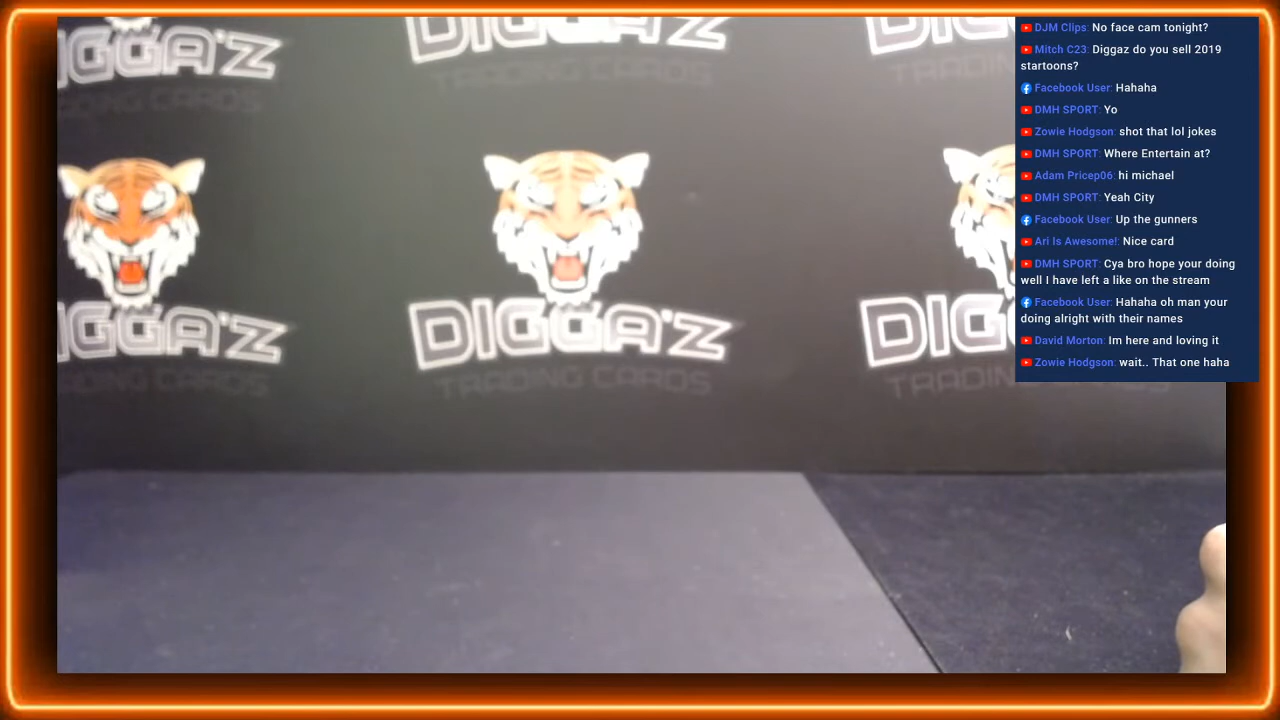 DIGGA'Z
TRADING CARDS
DIGGA'Z
TRADING CARDS
DIGGA'Z
TRADING CARDS
DIGGA'Z
TRADING CARDS
DJM Clips: No face cam tonight?
Mitch C23: Diggaz do you sell 2019
startoons?
Facebook User: Hahaha
DMH SPORT: Yo
Zowie Hodgson: shot that lol jokes
DMH SPORT: Where Entertain at?
Adam Pricep06: hi michael
DMH SPORT: Yeah City
Facebook User: Up the gunners
Ari Is Awesome!: Nice card
DMH SPORT: Cya bro hope your doing
well I have left a like on the stream
Facebook User: Hahaha oh man your
doing alright with their names
David Morton: Im here and loving it
Zowie Hodgson: wait.. That one haha